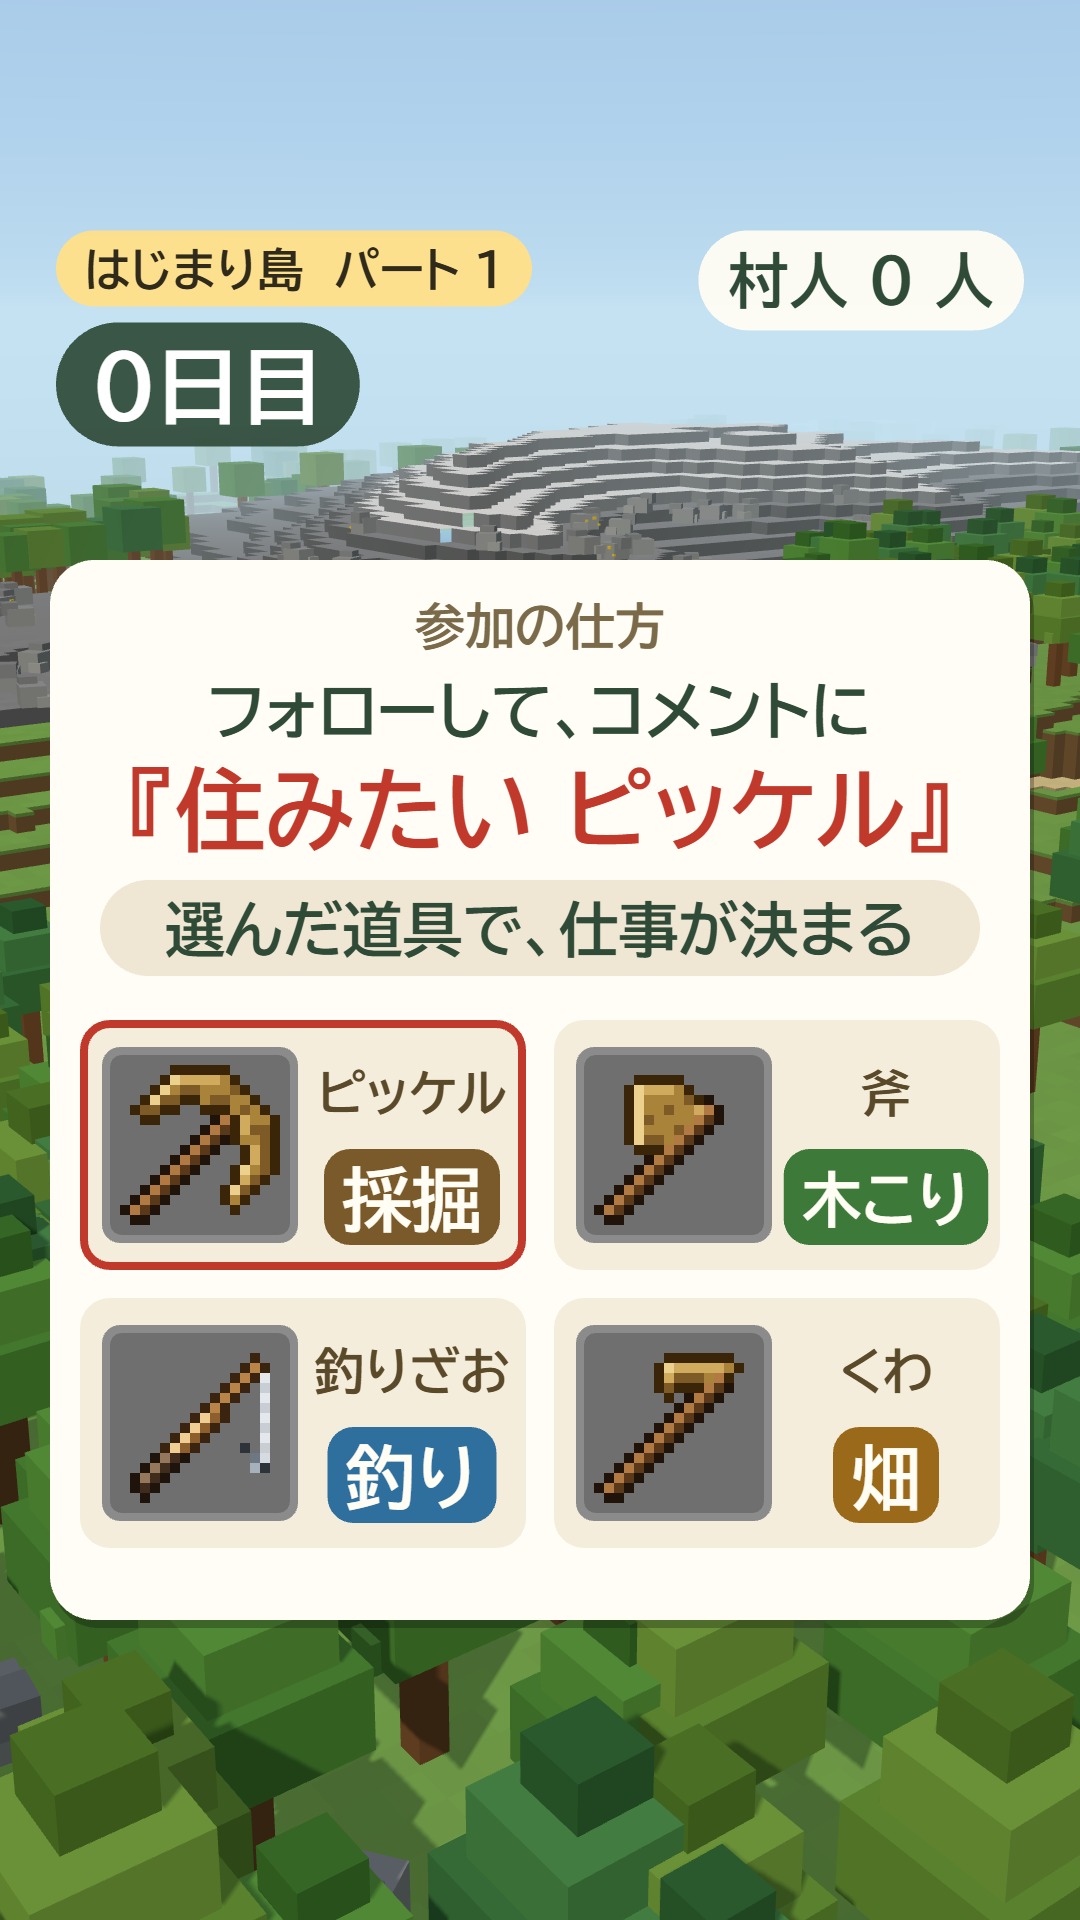 はじまり島 パート 1
村人 0 人
0日目
参加の仕方
フォローして、コメントに
『住みたい ピッケル』
選んだ道具で、仕事が決まる
ピッケル
採掘
斧
木こり
釣りざお
釣り
くわ
畑